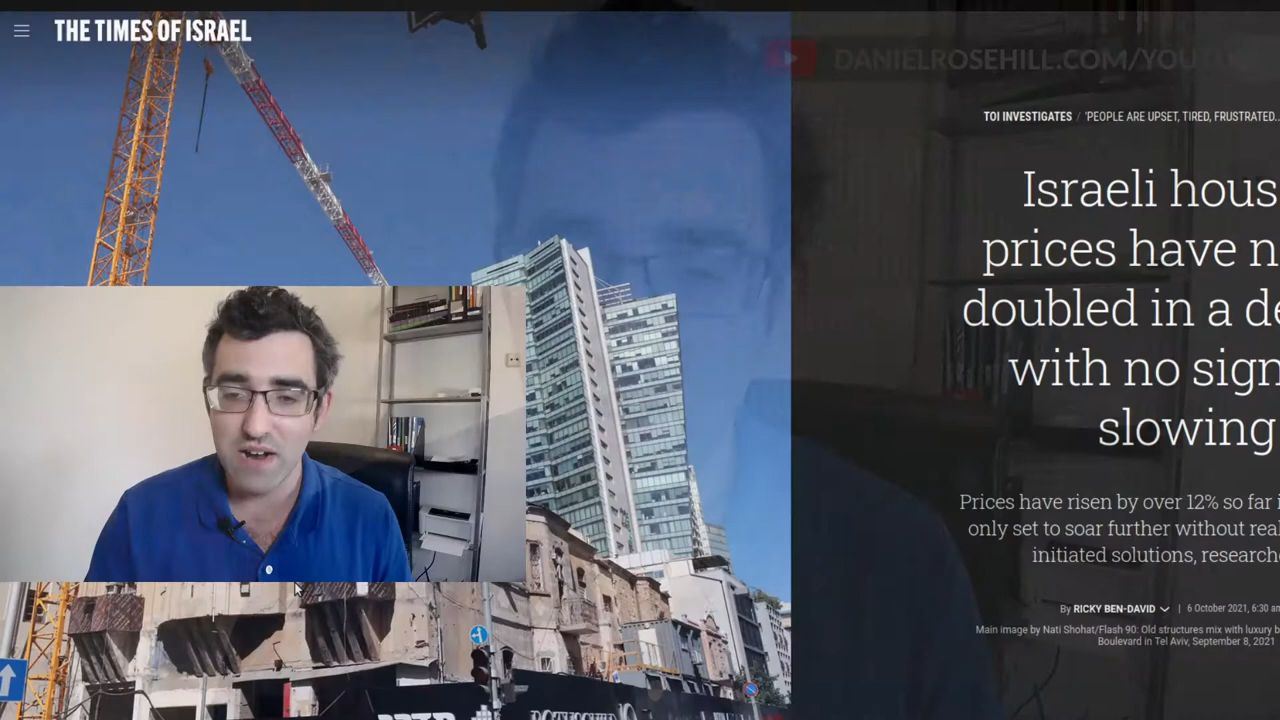 THE TIMES OF ISRAEL
DANIELROSEHILL.COM/YOUT
TOI INVESTIGATES / 'PEOPLE ARE UPSET, TIRED, FRUSTRATED...
Israeli hous
prices have n
doubled in a de
with no sign
slowing
Prices have risen by over 12% so far i
only set to soar further without real
initiated solutions, research
By RICKY BEN-DAVID
6 October 2021, 6:30 am
Main image by Nati Shohat/Flash 90: Old structures mix with luxury b
Boulevard in Tel Aviv, September 8, 2021